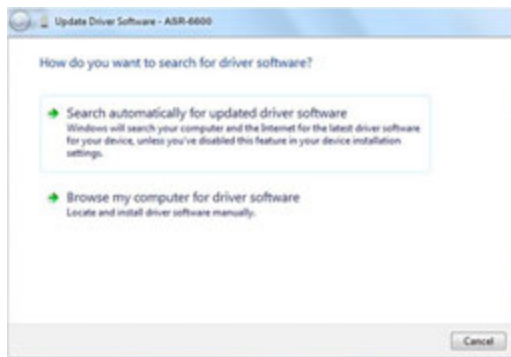 Update Driver Software - ASR-6600
How do you want to search for driver software?
Search automatically for updated driver software
Windows will search your computer and the Internet for the latest driver software
for your device, unless you've disabled this feature in your device installation
settings.
Browse my computer for driver software
Locate and install driver software manually.
Cancel